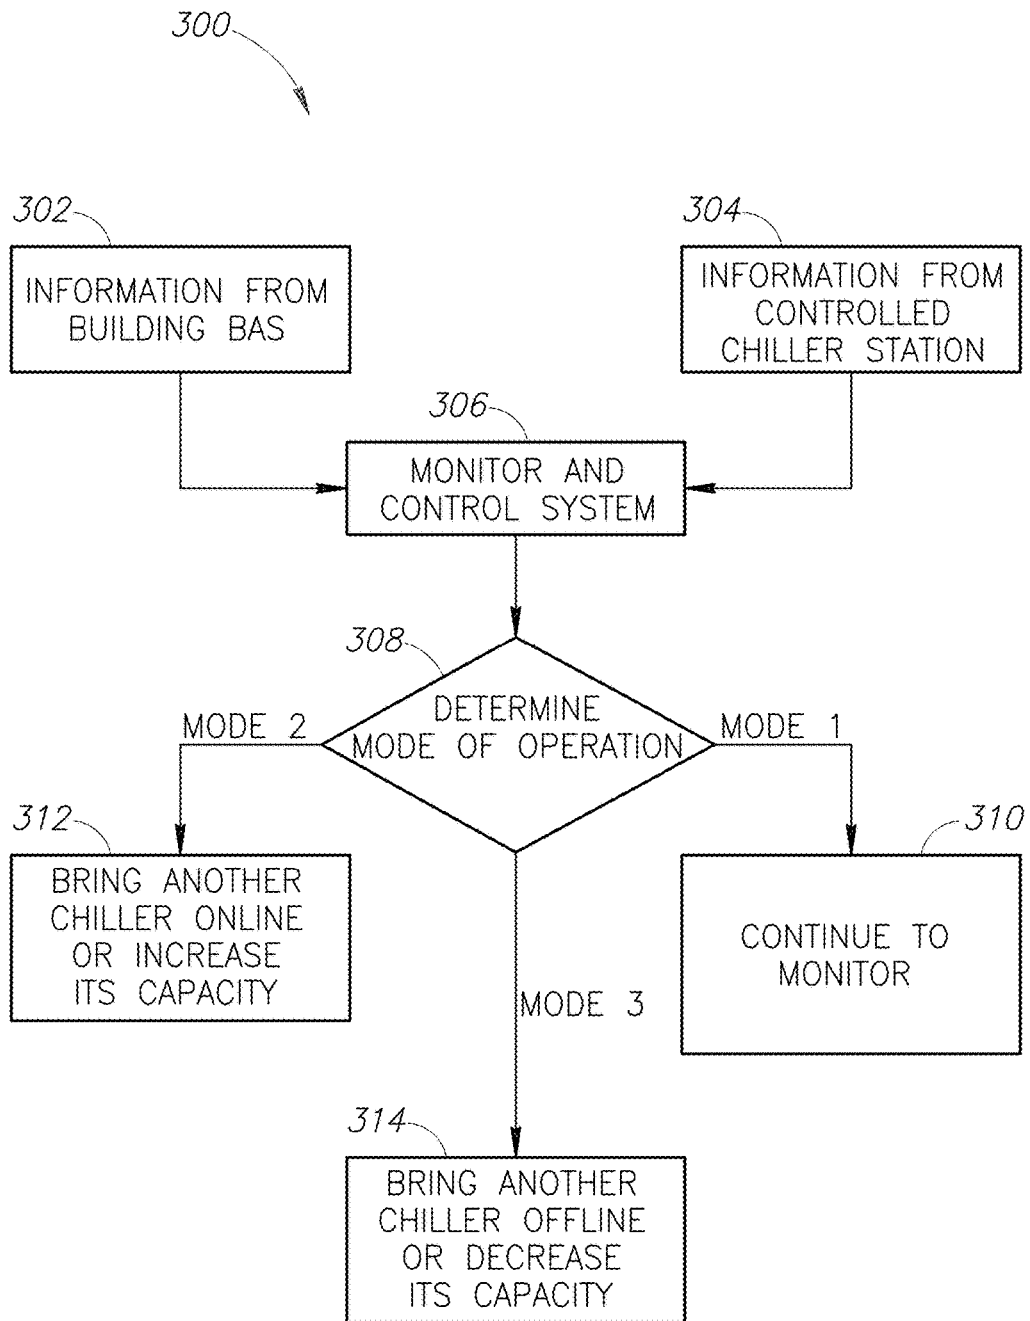 300
302
INFORMATION FROM
BUILDING BAS
304
INFORMATION FROM
CONTROLLED
CHILLER STATION
306
MONITOR AND
CONTROL SYSTEM
308
DETERMINE
MODE OF OPERATION
MODE 2
MODE 1
312
BRING ANOTHER
CHILLER ONLINE
OR INCREASE
ITS CAPACITY
310
CONTINUE TO
MONITOR
MODE 3
314
BRING ANOTHER
CHILLER OFFLINE
OR DECREASE
ITS CAPACITY